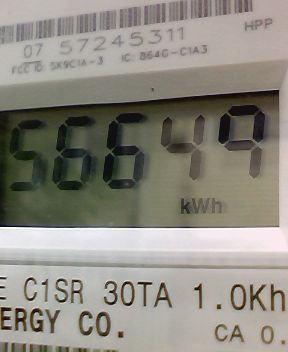 07 57245311 HPP
FCC ID: SK9C1A-3 IC: 864G-C1A3
56649
kWh
E C1SR 30TA 1.0Kh
ERGY CO. CA 0.